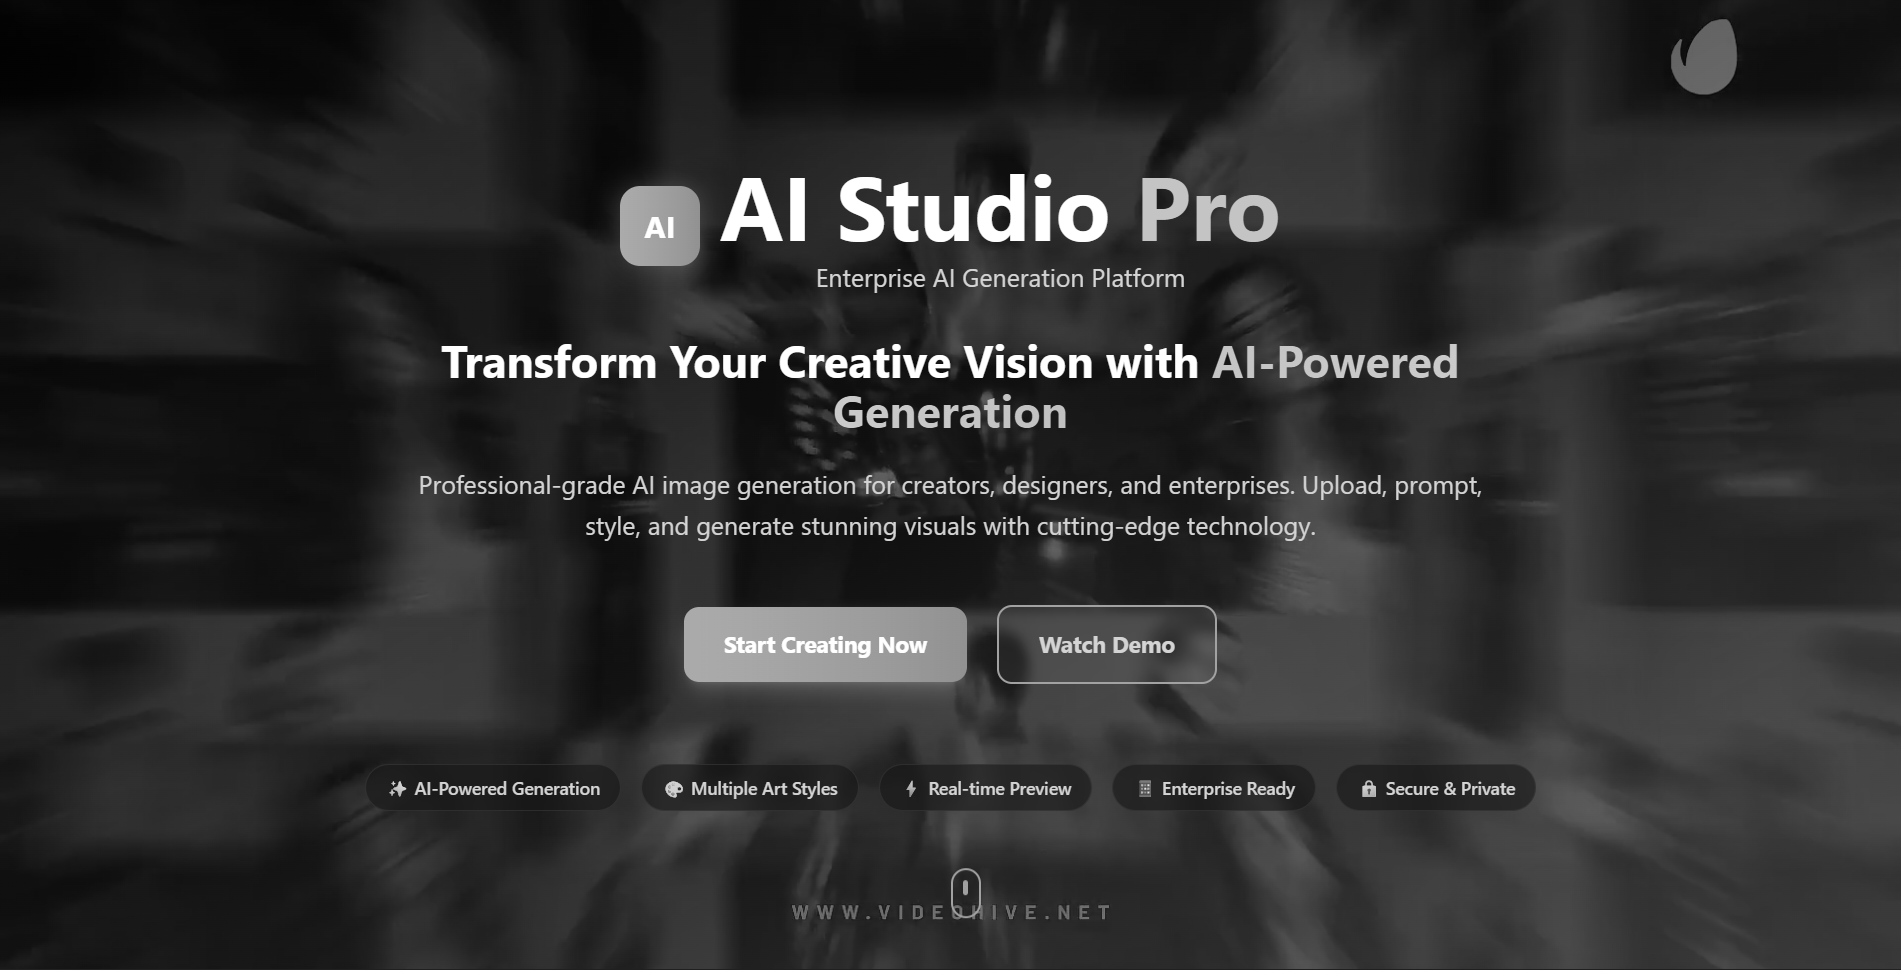 AI
AI Studio Pro
Enterprise AI Generation Platform
Transform Your Creative Vision with AI-Powered
Generation
Professional-grade AI image generation for creators, designers, and enterprises. Upload, prompt,
style, and generate stunning visuals with cutting-edge technology.
Start Creating Now
Watch Demo
AI-Powered Generation
Multiple Art Styles
Real-time Preview
Enterprise Ready
Secure & Private
WWW.VIDEOHIVE.NET